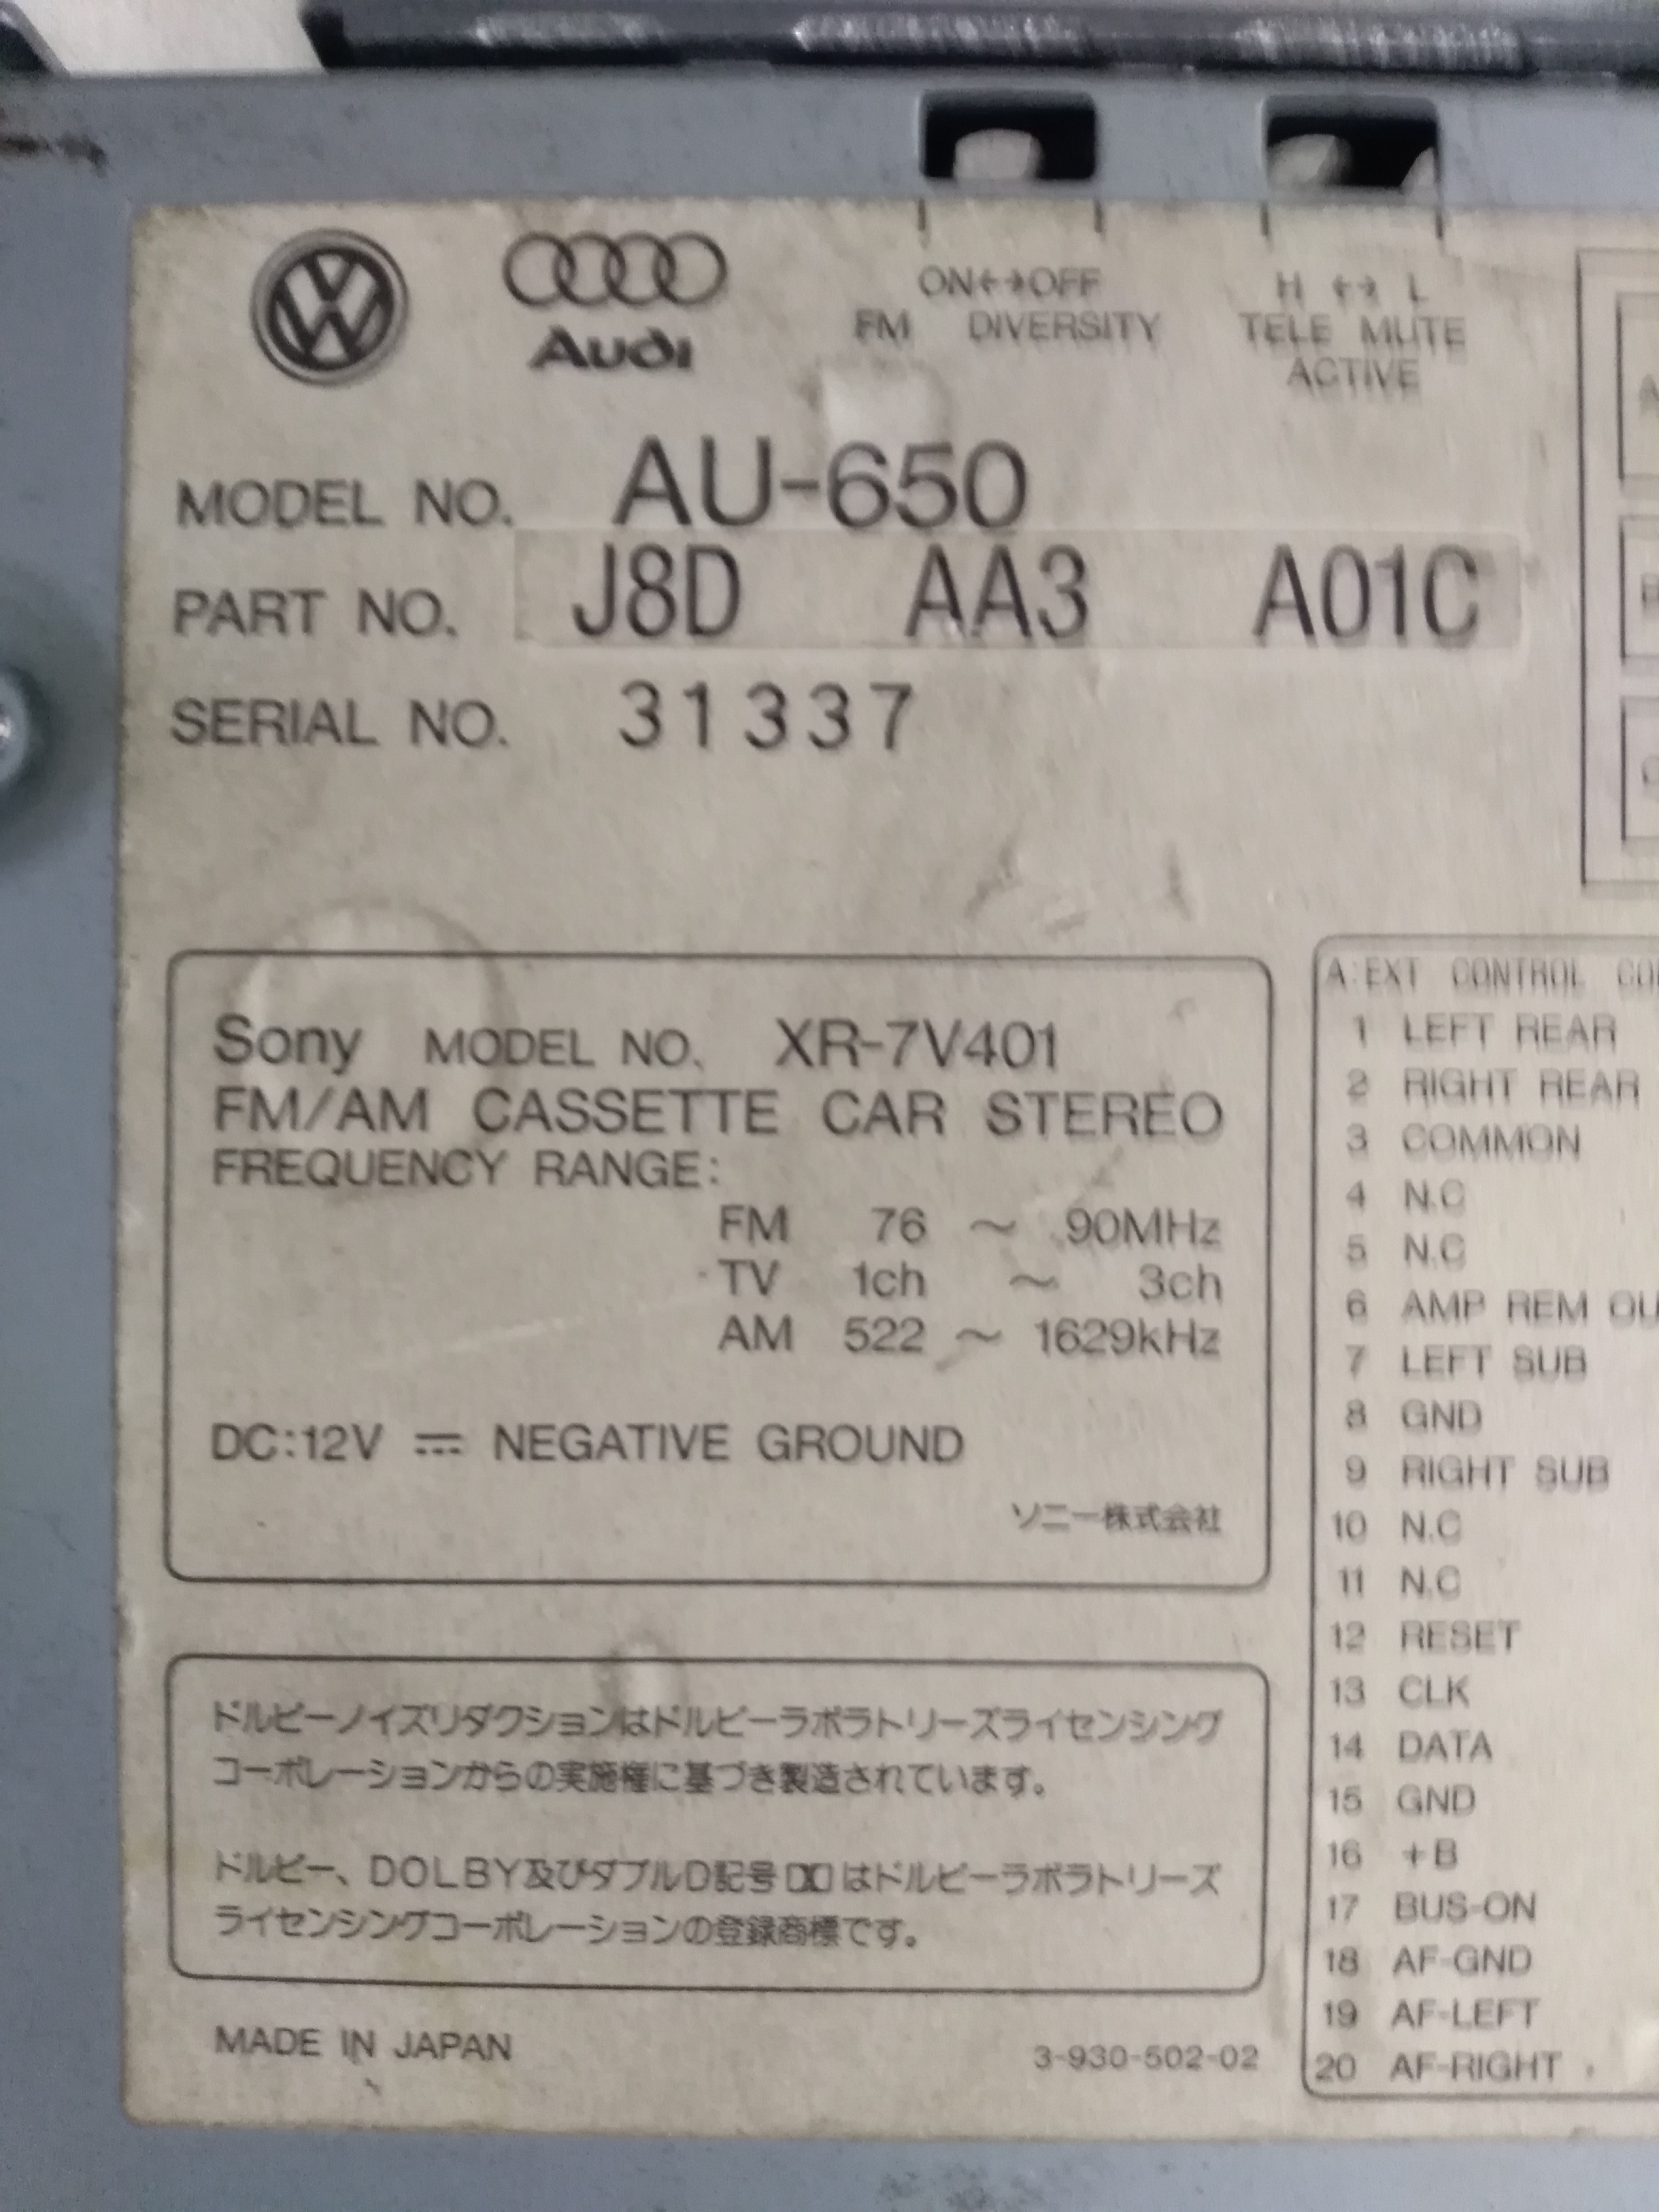 Audi
ON↔OFF
FM DIVERSITY
H ↔ L
TELE MUTE
ACTIVE
MODEL NO. AU-650
PART NO. J8D AA3 A01C
SERIAL NO. 31337
Sony MODEL NO. XR-7V401
FM/AM CASSETTE CAR STEREO
FREQUENCY RANGE:
FM 76 ～ 90MHz
TV 1ch ～ 3ch
AM 522 ～ 1629kHz
DC:12V ⎓ NEGATIVE GROUND
ソニー株式会社
ドルビーノイズリダクションはドルビーラボラトリーズライセンシング
コーポレーションからの実施権に基づき製造されています。
ドルビー、DOLBY及びダブルD記号はドルビーラボラトリーズ
ライセンシングコーポレーションの登録商標です。
MADE IN JAPAN
3-930-502-02
A:EXT CONTROL
1 LEFT REAR
2 RIGHT REAR
3 COMMON
4 N.C
5 N.C
6 AMP REM
7 LEFT SUB
8 GND
9 RIGHT SUB
10 N.C
11 N.C
12 RESET
13 CLK
14 DATA
15 GND
16 +B
17 BUS-ON
18 AF-GND
19 AF-LEFT
20 AF-RIGHT